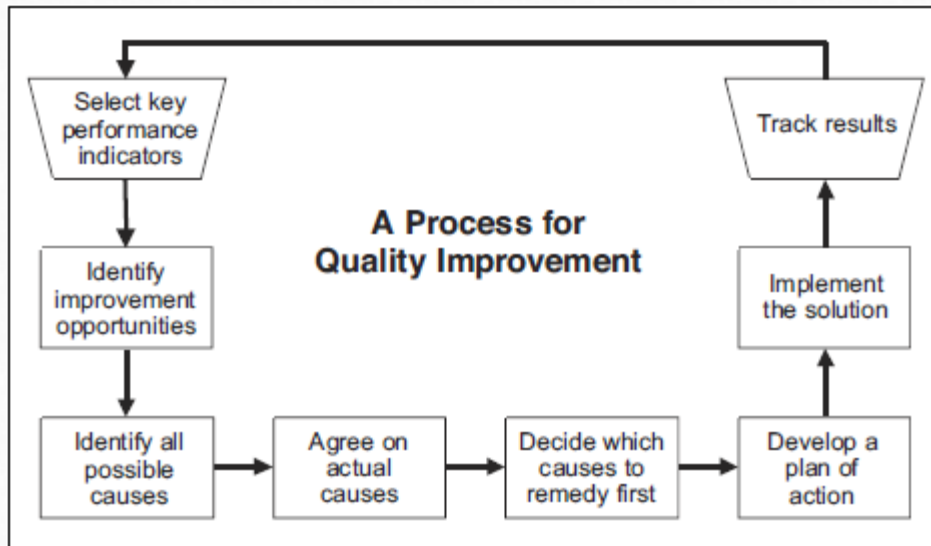 Select key
performance
indicators
Track results
A Process for
Quality Improvement
Identify
improvement
opportunities
Implement
the solution
Identify all
possible
causes
Agree on
actual
causes
Decide which
causes to
remedy first
Develop a
plan of
action